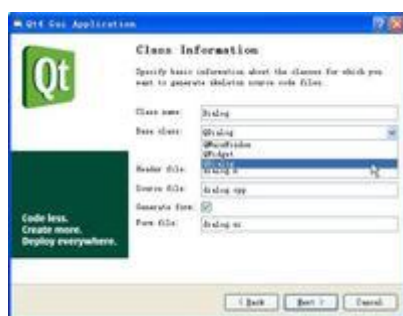 Qt4 Gui Application
Class Information
Specify basic information about the classes for which you
want to generate skeleton source code files.
Class name: Dialog
Base class: QDialog
QMainWindow
QWidget
QDialog
Header file: dialog.h
Source file: dialog.cpp
Generate form:
Form file: dialog.ui
Qt
Code less.
Create more.
Deploy everywhere.
< Back
Next >
Cancel